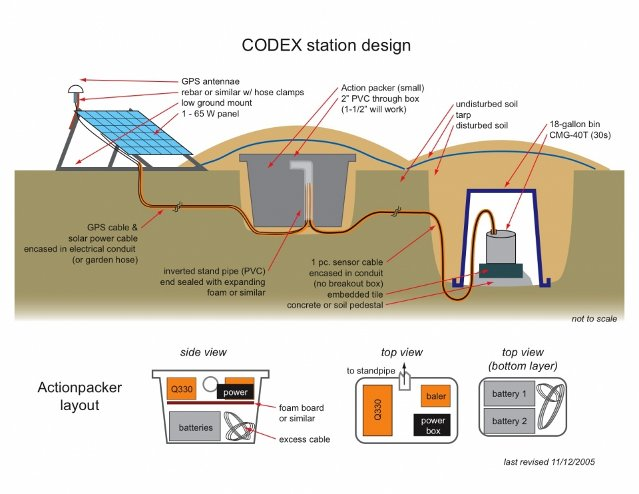 CODEX station design
GPS antennae
rebar or similar w/ hose clamps
low ground mount
1 - 65 W panel
Action packer (small)
2" PVC through box
(1-1/2" will work)
undisturbed soil
tarp
disturbed soil
18-gallon bin
CMG-40T (30s)
GPS cable &
solar power cable
encased in electrical conduit
(or garden hose)
inverted stand pipe (PVC)
end sealed with expanding
foam or similar
1 pc. sensor cable
encased in conduit
(no breakout box)
embedded tile
concrete or soil pedestal
not to scale
Actionpacker
layout
side view
Q330
power
batteries
foam board
or similar
excess cable
top view
to standpipe
Q330
baler
power
box
top view
(bottom layer)
battery 1
battery 2
last revised 11/12/2005